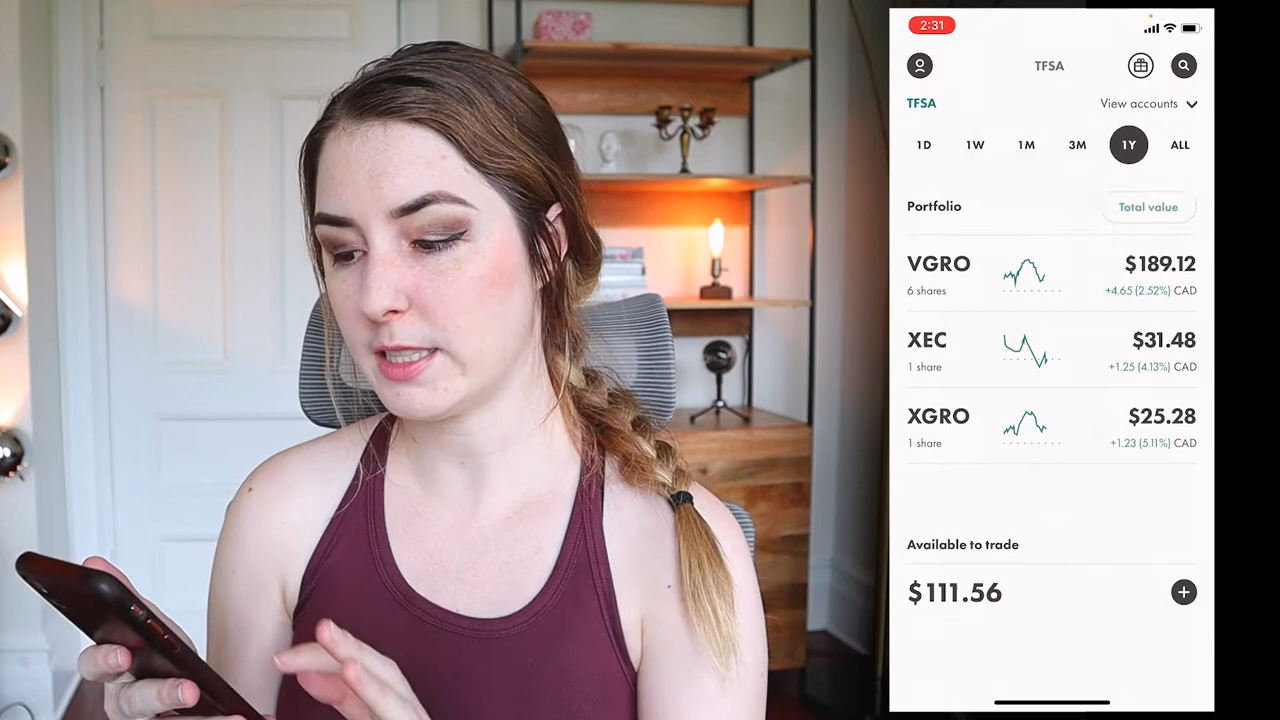 2:31
TFSA
TFSA View accounts
1D 1W 1M 3M 1Y ALL
Portfolio Total value
VGRO $189.12
6 shares +4.65 (2.52%) CAD
XEC $31.48
1 share +1.25 (4.13%) CAD
XGRO $25.28
1 share +1.23 (5.11%) CAD
Available to trade
$111.56